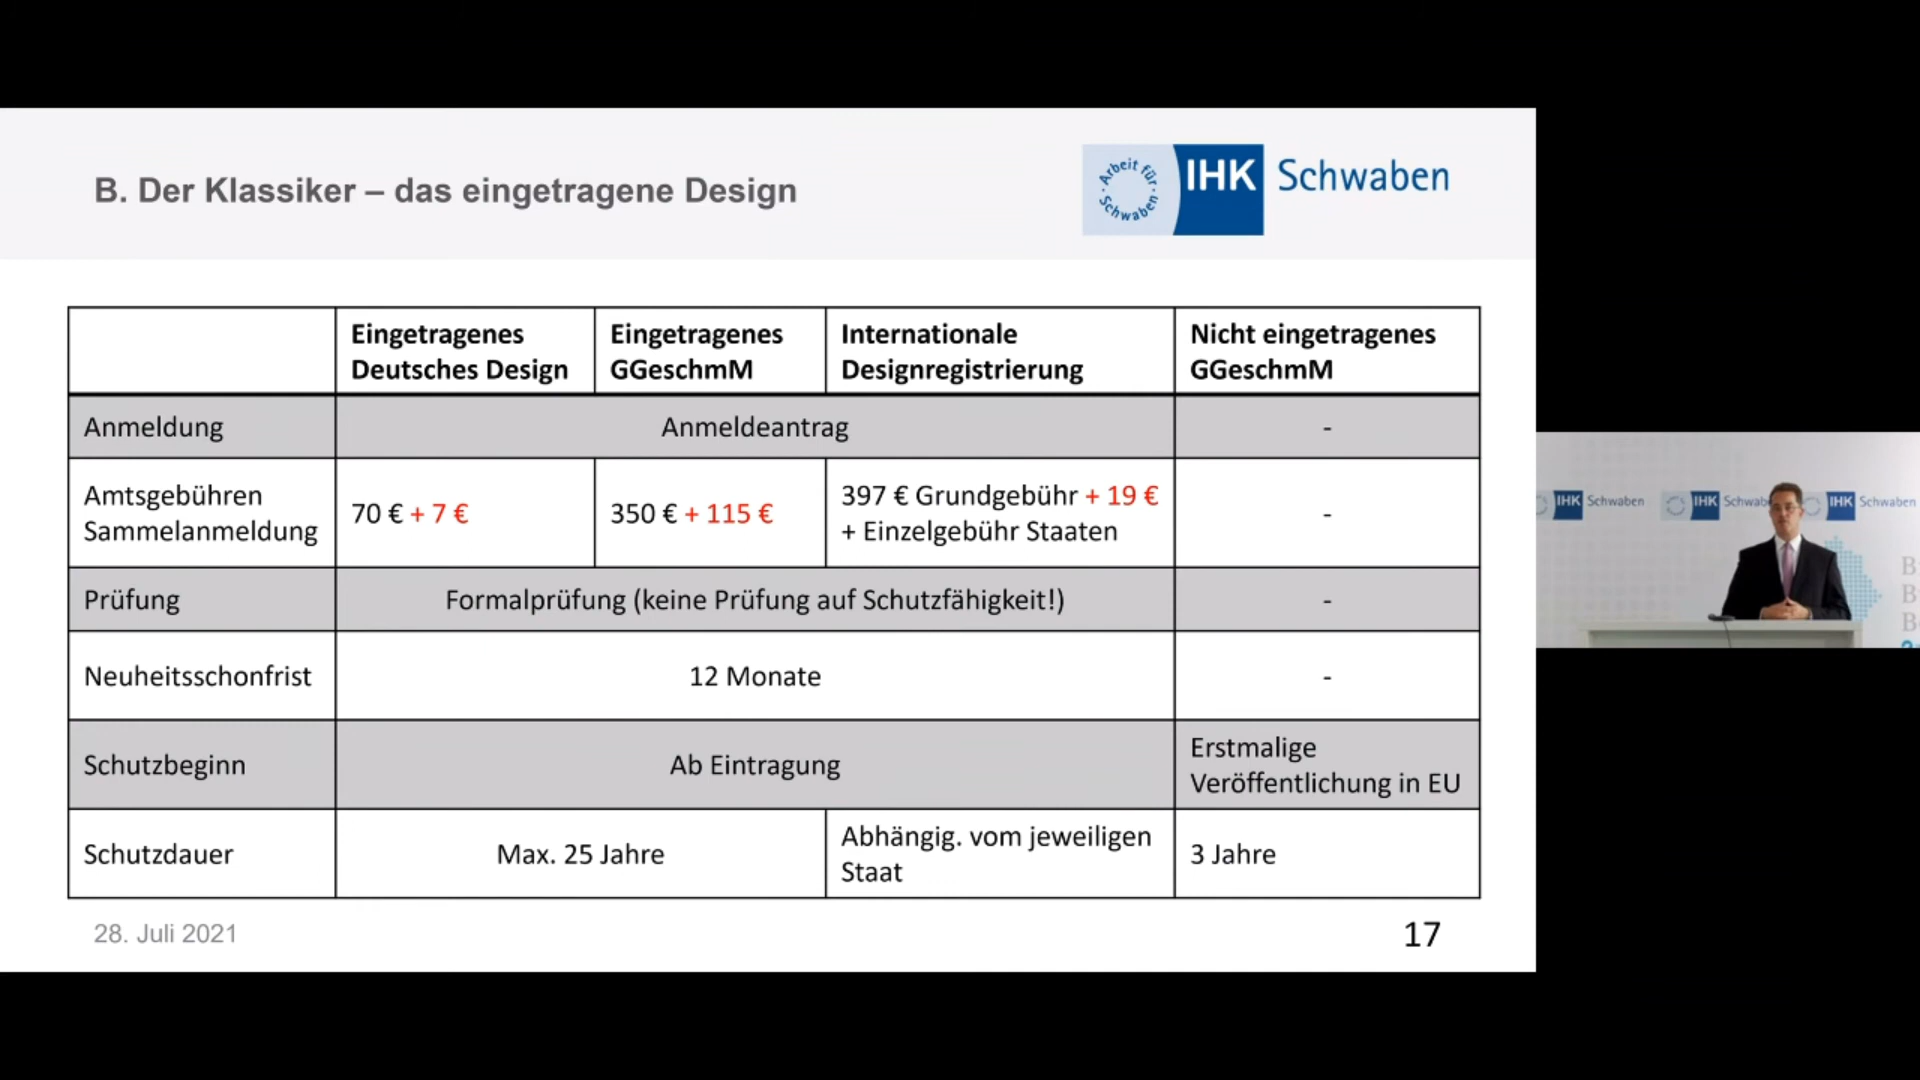 B. Der Klassiker – das eingetragene Design
Arbeit für Schwaben
IHK Schwaben
Eingetragenes
Deutsches Design
Eingetragenes
GGeschmM
Internationale
Designregistrierung
Nicht eingetragenes
GGeschmM
Anmeldung
Anmeldeantrag
-
Amtsgebühren
Sammelanmeldung
70 € + 7 €
350 € + 115 €
397 € Grundgebühr + 19 €
+ Einzelgebühr Staaten
-
Prüfung
Formalprüfung (keine Prüfung auf Schutzfähigkeit!)
-
Neuheitsschonfrist
12 Monate
-
Schutzbeginn
Ab Eintragung
Erstmalige
Veröffentlichung in EU
Schutzdauer
Max. 25 Jahre
Abhängig. vom jeweiligen
Staat
3 Jahre
28. Juli 2021
17
IHK Schwaben
IHK Schwab
IHK Schwaben